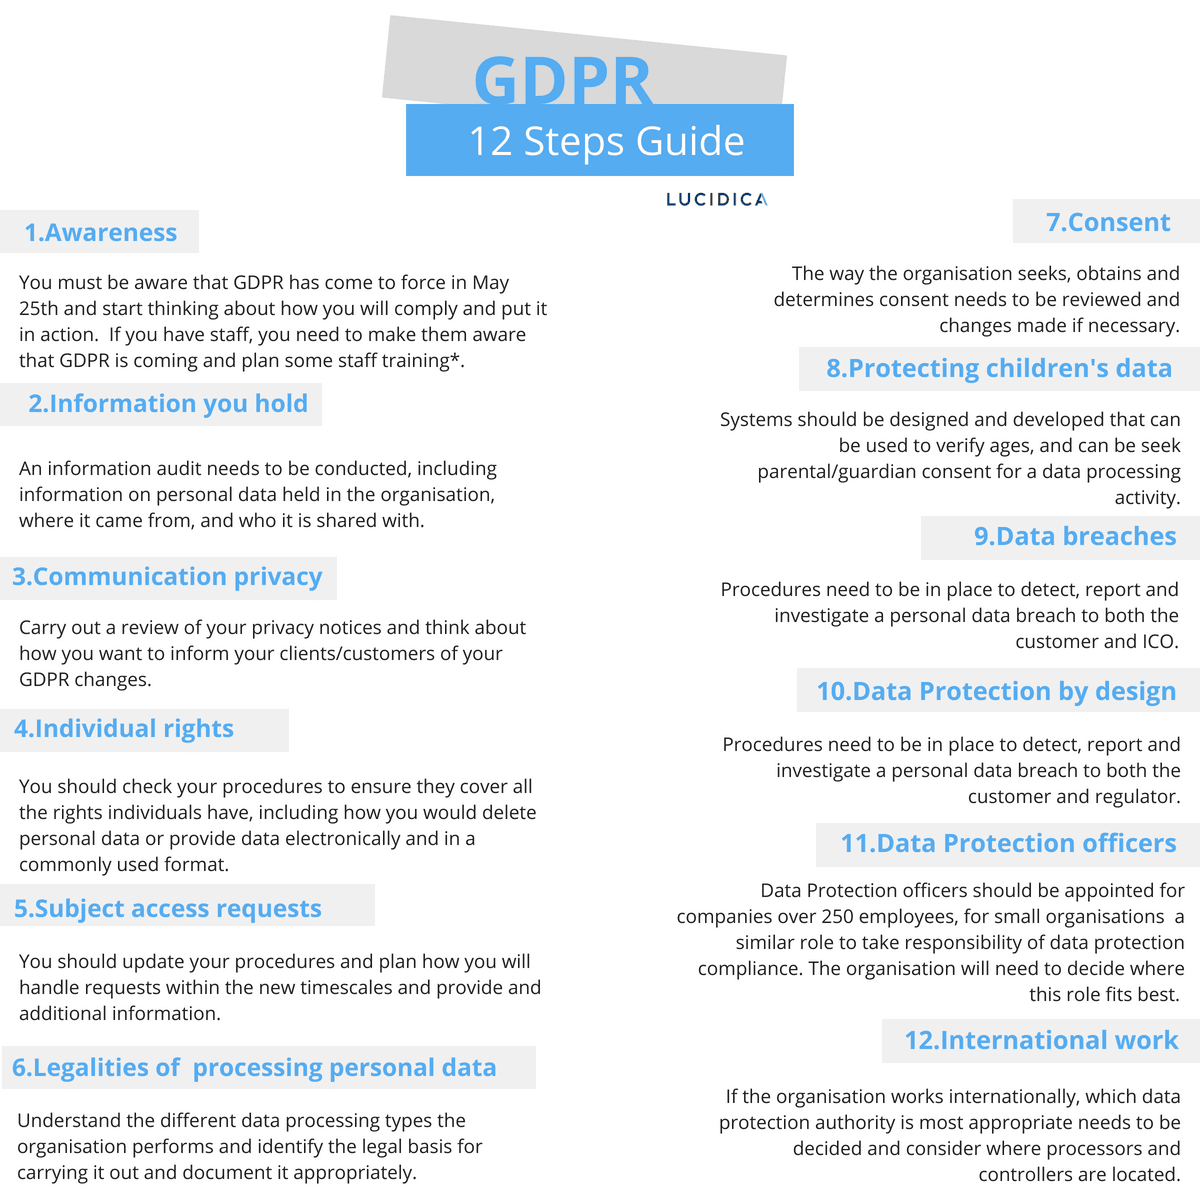 GDPR
12 Steps Guide
LUCIDICA
1.Awareness
You must be aware that GDPR has come to force in May
25th and start thinking about how you will comply and put it
in action.  If you have staff, you need to make them aware
that GDPR is coming and plan some staff training*.
2.Information you hold
An information audit needs to be conducted, including
information on personal data held in the organisation,
where it came from, and who it is shared with.
3.Communication privacy
Carry out a review of your privacy notices and think about
how you want to inform your clients/customers of your
GDPR changes.
4.Individual rights
You should check your procedures to ensure they cover all
the rights individuals have, including how you would delete
personal data or provide data electronically and in a
commonly used format.
5.Subject access requests
You should update your procedures and plan how you will
handle requests within the new timescales and provide and
additional information.
6.Legalities of  processing personal data
Understand the different data processing types the
organisation performs and identify the legal basis for
carrying it out and document it appropriately.
7.Consent
The way the organisation seeks, obtains and
determines consent needs to be reviewed and
changes made if necessary.
8.Protecting children's data
Systems should be designed and developed that can
be used to verify ages, and can be seek
parental/guardian consent for a data processing
activity.
9.Data breaches
Procedures need to be in place to detect, report and
investigate a personal data breach to both the
customer and ICO.
10.Data Protection by design
Procedures need to be in place to detect, report and
investigate a personal data breach to both the
customer and regulator.
11.Data Protection officers
Data Protection officers should be appointed for
companies over 250 employees, for small organisations  a
similar role to take responsibility of data protection
compliance. The organisation will need to decide where
this role fits best.
12.International work
If the organisation works internationally, which data
protection authority is most appropriate needs to be
decided and consider where processors and
controllers are located.